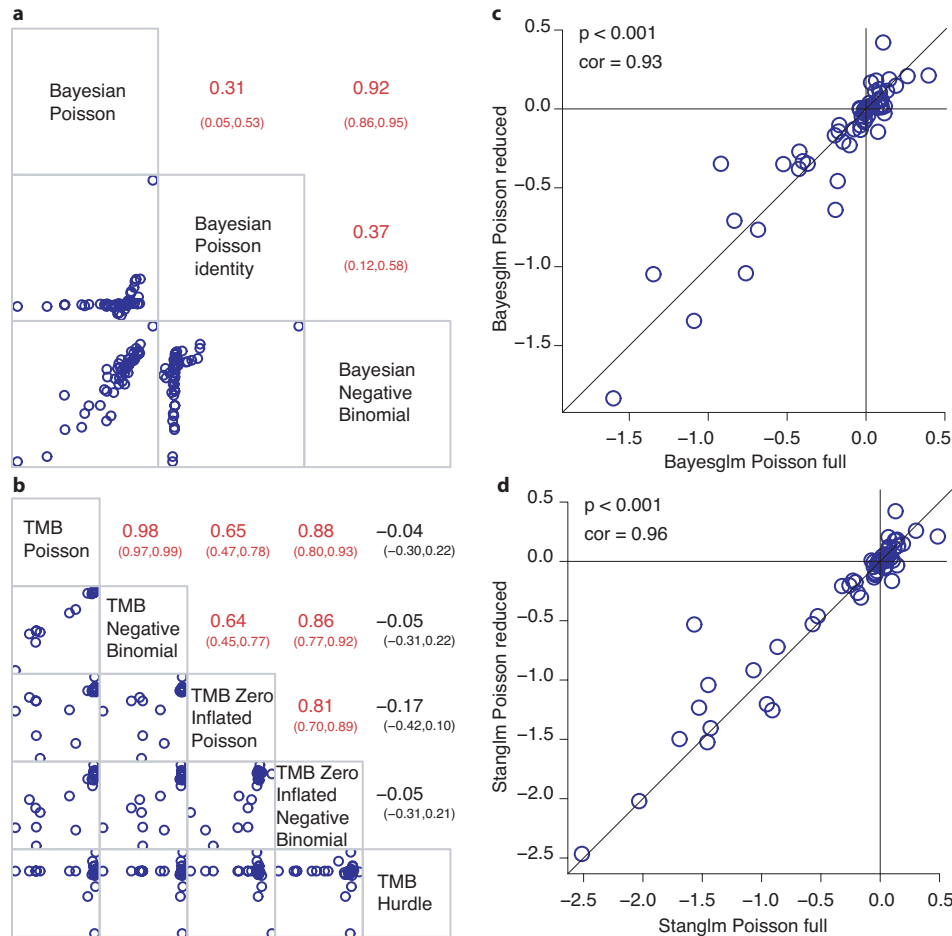 a
Bayesian
Poisson
0.31
(0.05,0.53)
0.92
(0.86,0.95)
Bayesian
Poisson
identity
0.37
(0.12,0.58)
Bayesian
Negative
Binomial
b
TMB
Poisson
0.98
(0.97,0.99)
0.65
(0.47,0.78)
0.88
(0.80,0.93)
−0.04
(−0.30,0.22)
TMB
Negative
Binomial
0.64
(0.45,0.77)
0.86
(0.77,0.92)
−0.05
(−0.31,0.22)
TMB Zero
Inflated
Poisson
0.81
(0.70,0.89)
−0.17
(−0.42,0.10)
TMB Zero
Inflated
Negative
Binomial
−0.05
(−0.31,0.21)
TMB
Hurdle
c
p < 0.001
cor = 0.93
Bayesglm Poisson reduced
0.5
0.0
−0.5
−1.0
−1.5
−1.5
−1.0
−0.5
0.0
0.5
Bayesglm Poisson full
d
p < 0.001
cor = 0.96
Stanglm Poisson reduced
0.5
0.0
−0.5
−1.0
−1.5
−2.0
−2.5
−2.5
−2.0
−1.5
−1.0
−0.5
0.0
0.5
Stanglm Poisson full